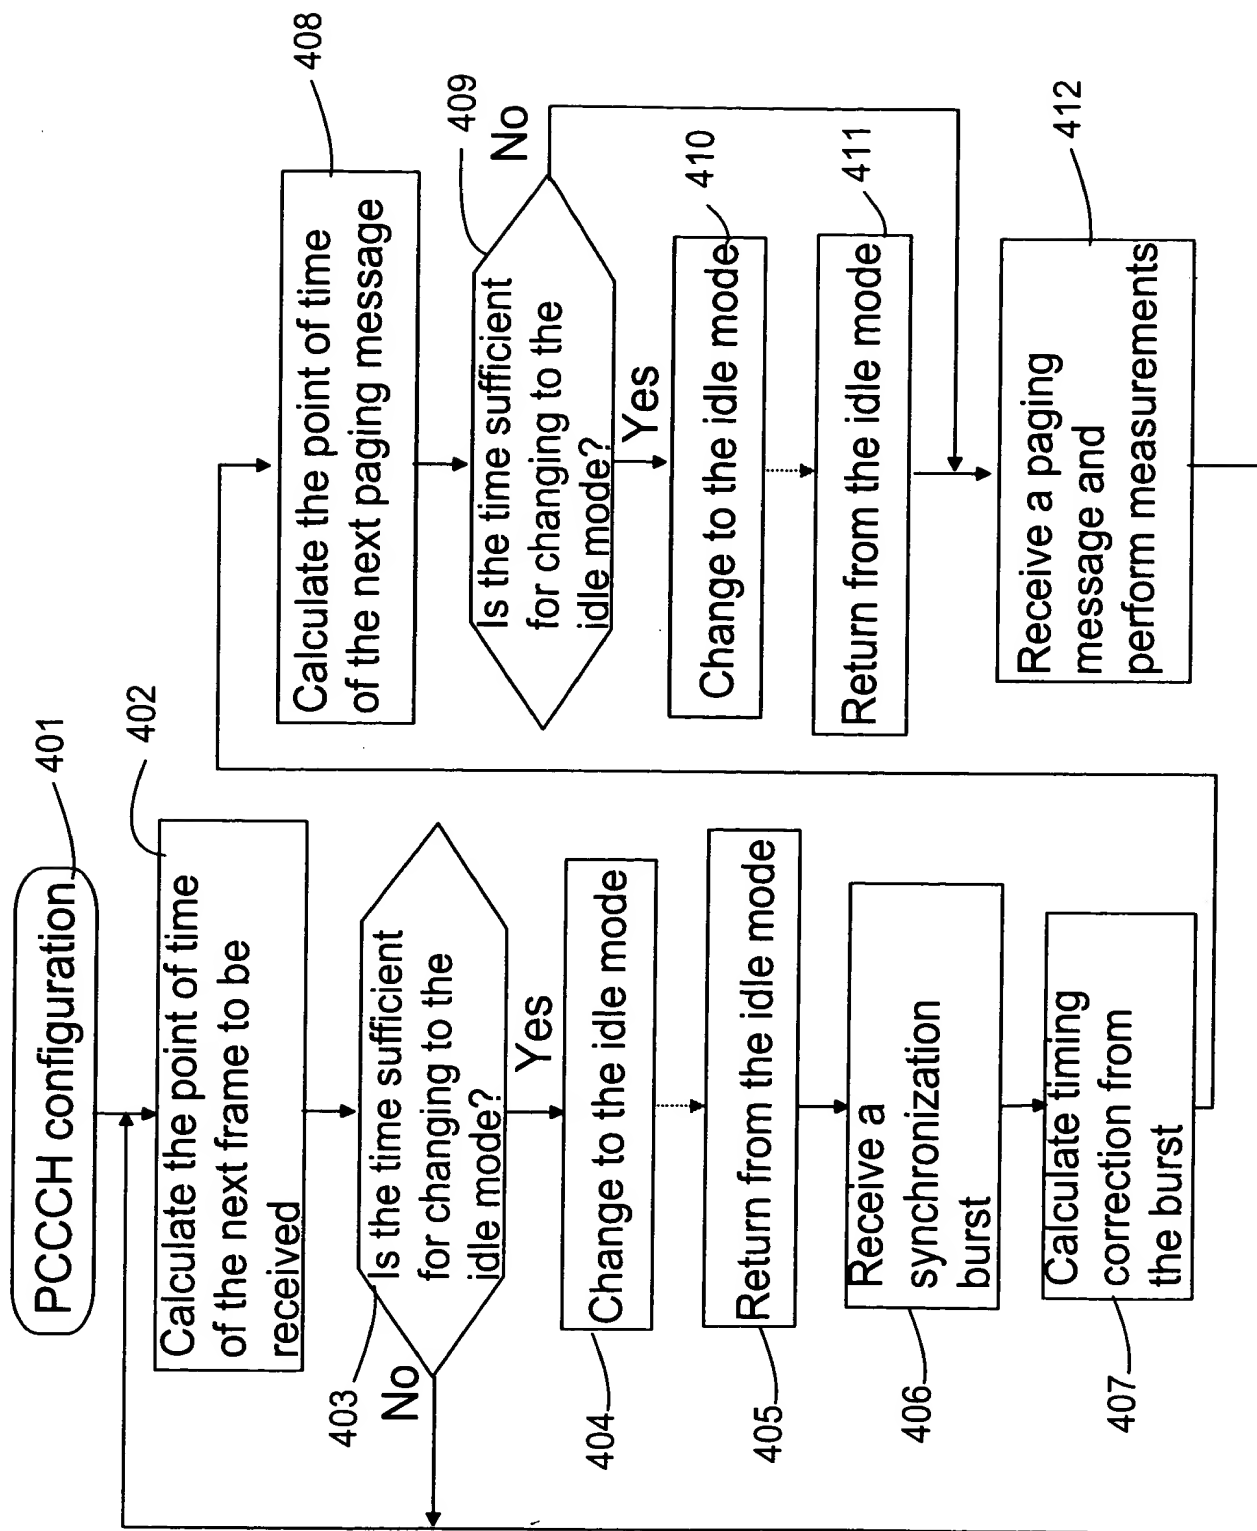 PCCCH configuration
401
402
Calculate the point of time
of the next frame to be
received
403
Is the time sufficient
for changing to the
idle mode?
No
Yes
404
Change to the idle mode
405
Return from the idle mode
406
Receive a
synchronization
burst
407
Calculate timing
correction from
the burst
408
Calculate the point of time
of the next paging message
409
Is the time sufficient
for changing to the
idle mode?
No
Yes
410
Change to the idle mode
411
Return from the idle mode
412
Receive a paging
message and
perform measurements